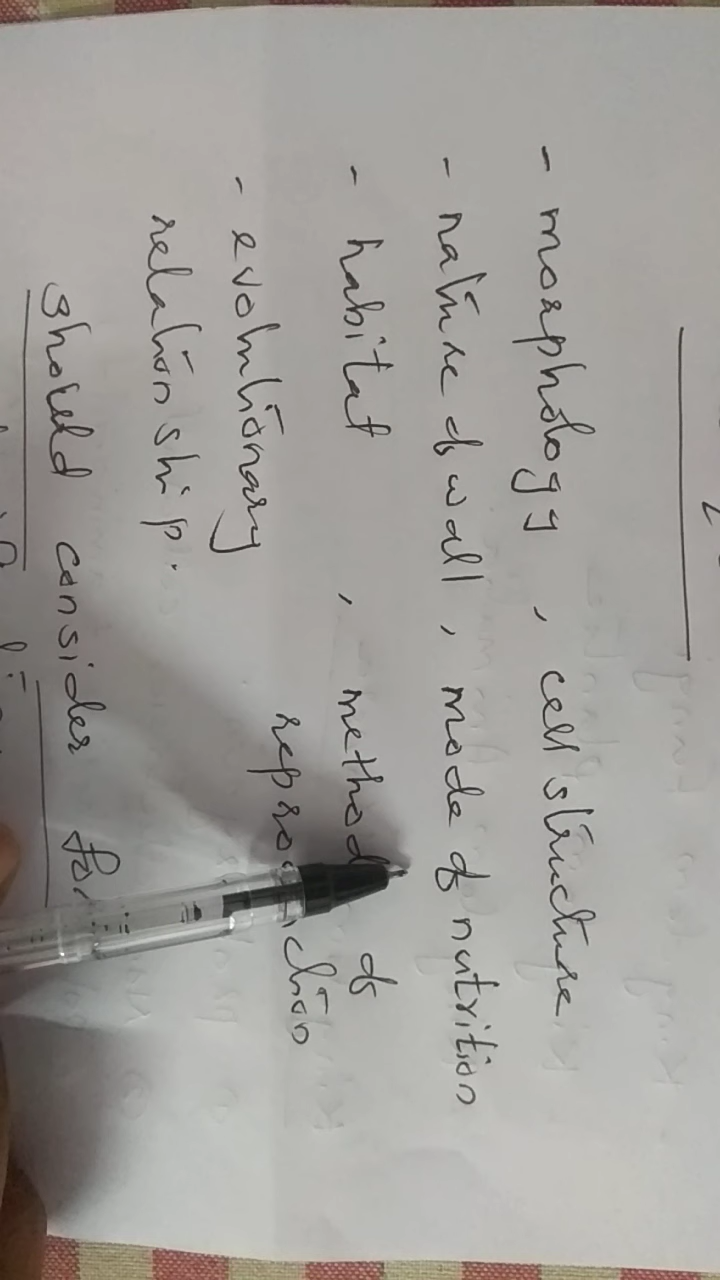 - morphology, cell structure
- nature of wall, mode of nutrition
- habitat, method of
reproduction
- evolutionary
relationship.
should consider for